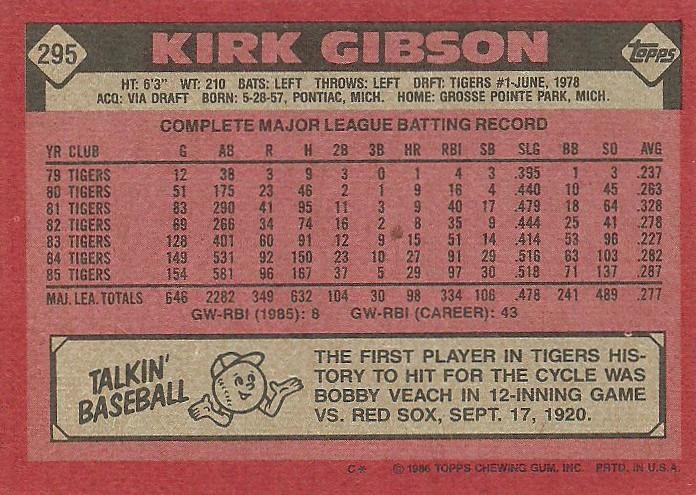 295
KIRK GIBSON
topps
HT: 6'3" WT: 210 BATS: LEFT THROWS: LEFT DRFT: TIGERS #1-JUNE, 1978
ACQ: VIA DRAFT BORN: 5-28-57, PONTIAC, MICH. HOME: GROSSE POINTE PARK, MICH.
COMPLETE MAJOR LEAGUE BATTING RECORD
YR CLUB G AB R H 2B 3B HR RBI SB SLG BB SO AVG
79 TIGERS 12 38 3 9 3 0 1 4 3 .395 1 3 .237
80 TIGERS 51 175 23 46 2 1 9 16 4 .440 10 45 .263
81 TIGERS 83 290 41 95 11 3 9 40 17 .479 18 64 .328
82 TIGERS 69 266 34 74 16 2 8 35 9 .444 25 41 .278
83 TIGERS 128 401 60 91 12 9 15 51 14 .414 53 96 .227
84 TIGERS 149 531 92 150 23 10 27 91 29 .516 63 103 .282
85 TIGERS 154 581 96 167 37 5 29 97 30 .518 71 137 .287
MAJ. LEA. TOTALS 646 2282 349 632 104 30 98 334 106 .478 241 489 .277
GW-RBI (1985): 8 GW-RBI (CAREER): 43
TALKIN'
BASEBALL
THE FIRST PLAYER IN TIGERS HIS-
TORY TO HIT FOR THE CYCLE WAS
BOBBY VEACH IN 12-INNING GAME
VS. RED SOX, SEPT. 17, 1920.
C* © 1986 TOPPS CHEWING GUM, INC. PRTD. IN U.S.A.